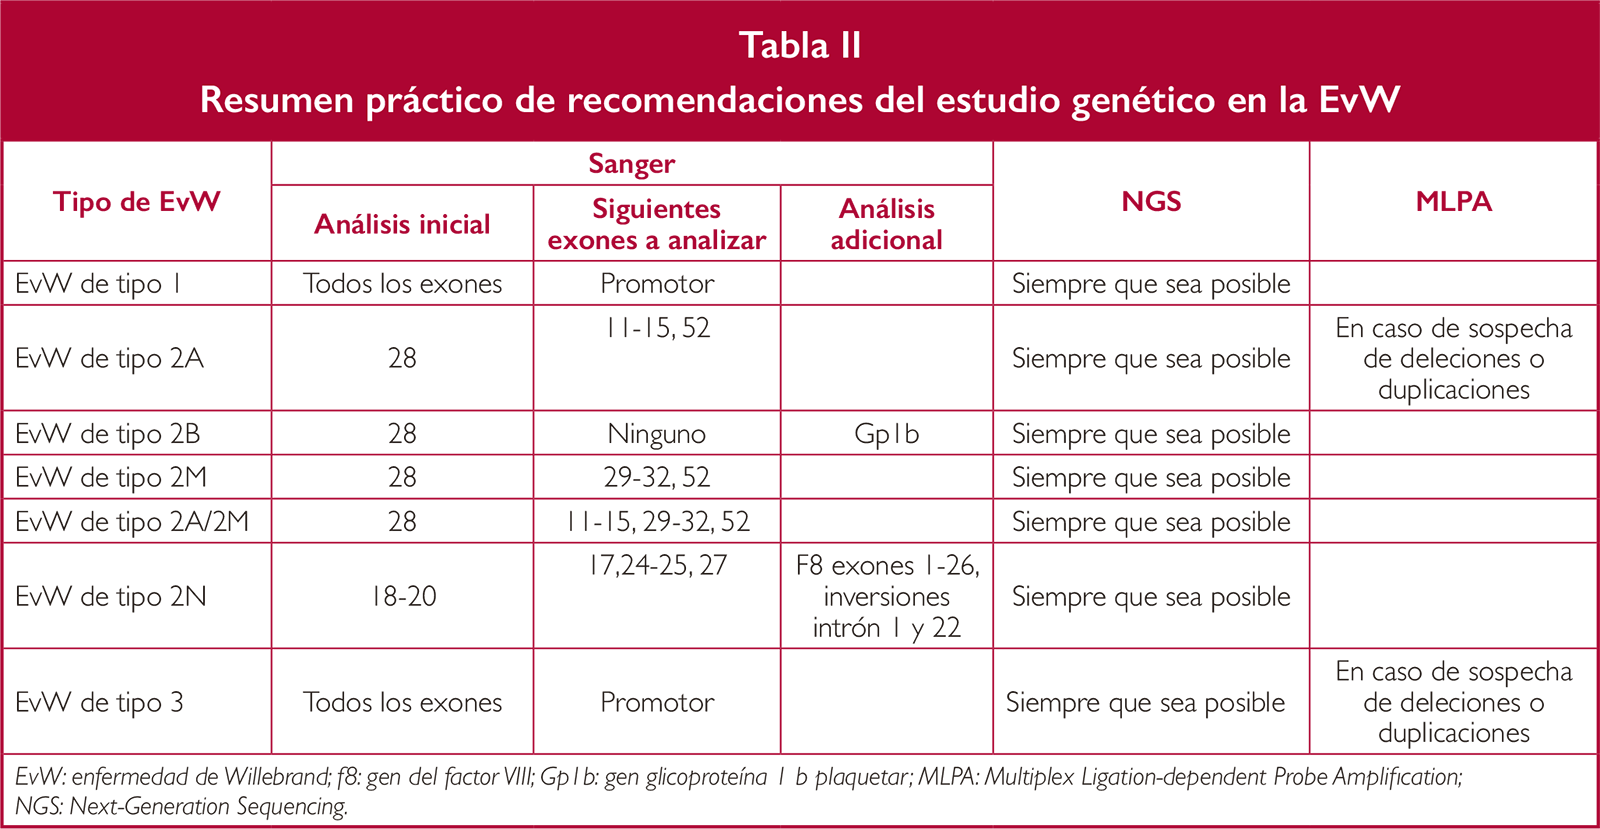 Tabla II
Resumen práctico de recomendaciones del estudio genético en la EvW
Tipo de EvW
Sanger
NGS
MLPA
Análisis inicial
Siguientes
exones a analizar
Análisis
adicional
EvW de tipo 1
Todos los exones
Promotor
Siempre que sea posible
EvW de tipo 2A
28
11-15, 52
Siempre que sea posible
En caso de sospecha
de deleciones o
duplicaciones
EvW de tipo 2B
28
Ninguno
Gp1b
Siempre que sea posible
EvW de tipo 2M
28
29-32, 52
Siempre que sea posible
EvW de tipo 2A/2M
28
11-15, 29-32, 52
Siempre que sea posible
EvW de tipo 2N
18-20
17,24-25, 27
F8 exones 1-26,
inversiones
intrón 1 y 22
Siempre que sea posible
EvW de tipo 3
Todos los exones
Promotor
Siempre que sea posible
En caso de sospecha
de deleciones o
duplicaciones
EvW: enfermedad de Willebrand; f8: gen del factor VIII; Gp1b: gen glicoproteína 1 b plaquetar; MLPA: Multiplex Ligation-dependent Probe Amplification;
NGS: Next-Generation Sequencing.